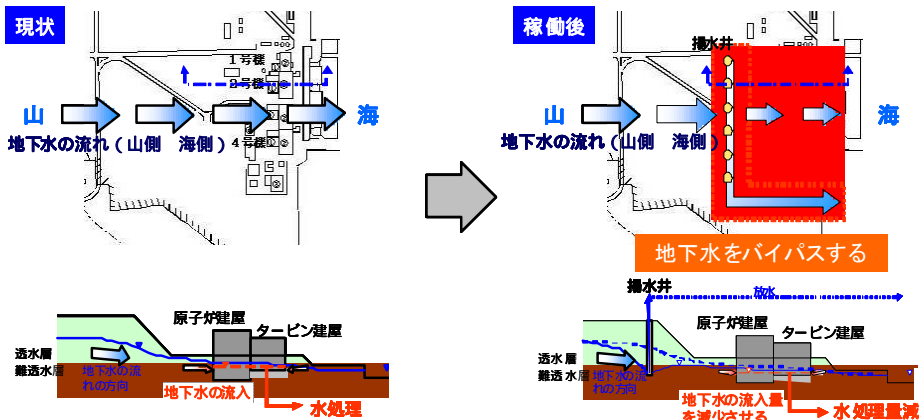 現状
1号機
2号機
山
海
地下水の流れ（山側 海側）
4号機
稼働後
揚水井
山
海
地下水の流れ（山側 海側）
地下水をバイパスする
原子炉建屋
タービン建屋
透水層
難透水層
地下水の流れの方向
地下水の流入
水処理
揚水井
放水
原子炉建屋
タービン建屋
透水層
難透水層
地下水の流れの方向
地下水の流入量
を減少させる
水処理量減